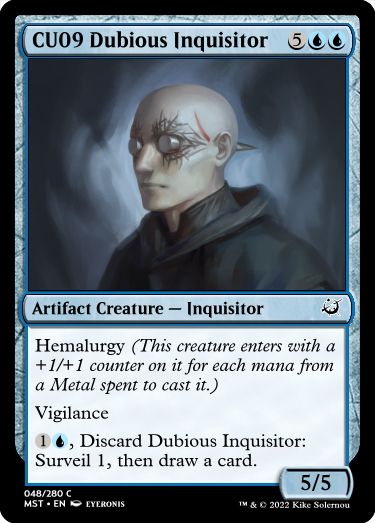 CU09 Dubious Inquisitor 5
Artifact Creature — Inquisitor
Hemalurgy (This creature enters with a
+1/+1 counter on it for each mana from
a Metal spent to cast it.)
Vigilance
1, Discard Dubious Inquisitor:
Surveil 1, then draw a card.
5/5
048/280 C
MST • EN EYERONIS
™ & © 2022 Kike Solernou